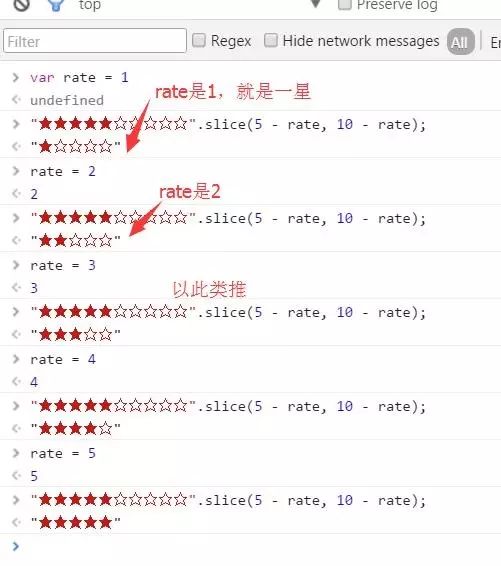 top
Preserve log
Filter
Regex
Hide network messages
All
> var rate = 1
< undefined
rate是1，就是一星
> "★★★★★☆☆☆☆☆".slice(5 - rate, 10 - rate);
< "★☆☆☆☆"
> rate = 2
< 2
rate是2
> "★★★★★☆☆☆☆☆".slice(5 - rate, 10 - rate);
< "★★☆☆☆"
> rate = 3
< 3
以此类推
> "★★★★★☆☆☆☆☆".slice(5 - rate, 10 - rate);
< "★★★☆☆"
> rate = 4
< 4
> "★★★★★☆☆☆☆☆".slice(5 - rate, 10 - rate);
< "★★★★☆"
> rate = 5
< 5
> "★★★★★☆☆☆☆☆".slice(5 - rate, 10 - rate);
< "★★★★★"
>